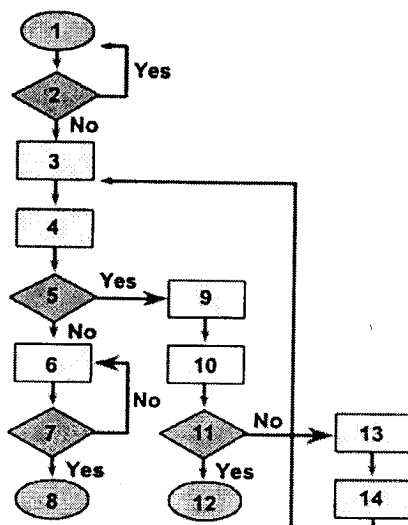 1
Yes
2
No
3
4
5
Yes
9
No
6
10
No
7
11
No
13
Yes
Yes
8
12
14